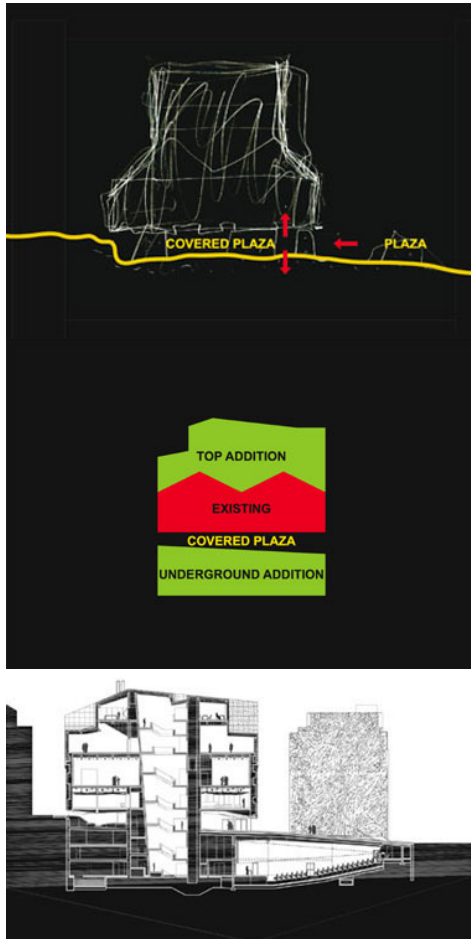 COVERED PLAZA
PLAZA
TOP ADDITION
EXISTING
COVERED PLAZA
UNDERGROUND ADDITION